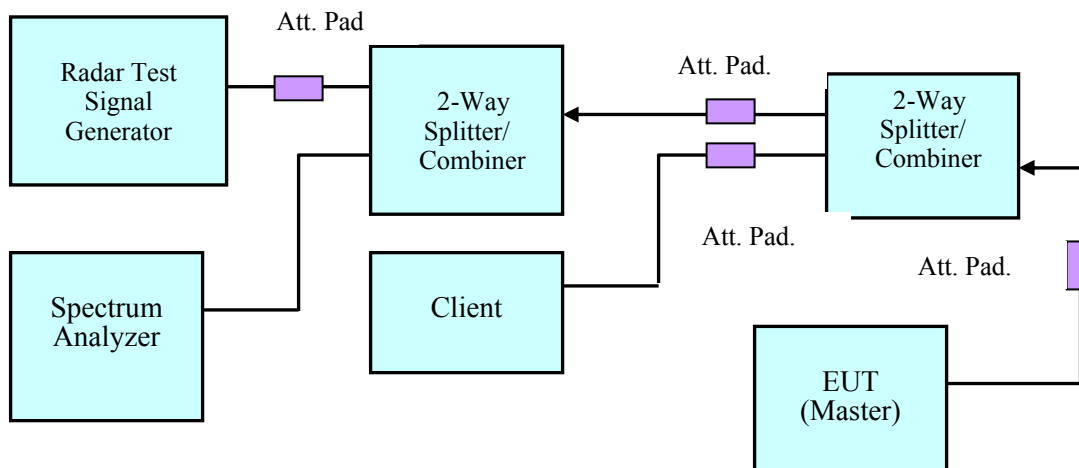 Att. Pad
Radar Test
Signal
Generator
2-Way
Splitter/
Combiner
Att. Pad.
2-Way
Splitter/
Combiner
Att. Pad.
Att. Pad.
Spectrum
Analyzer
Client
EUT
(Master)